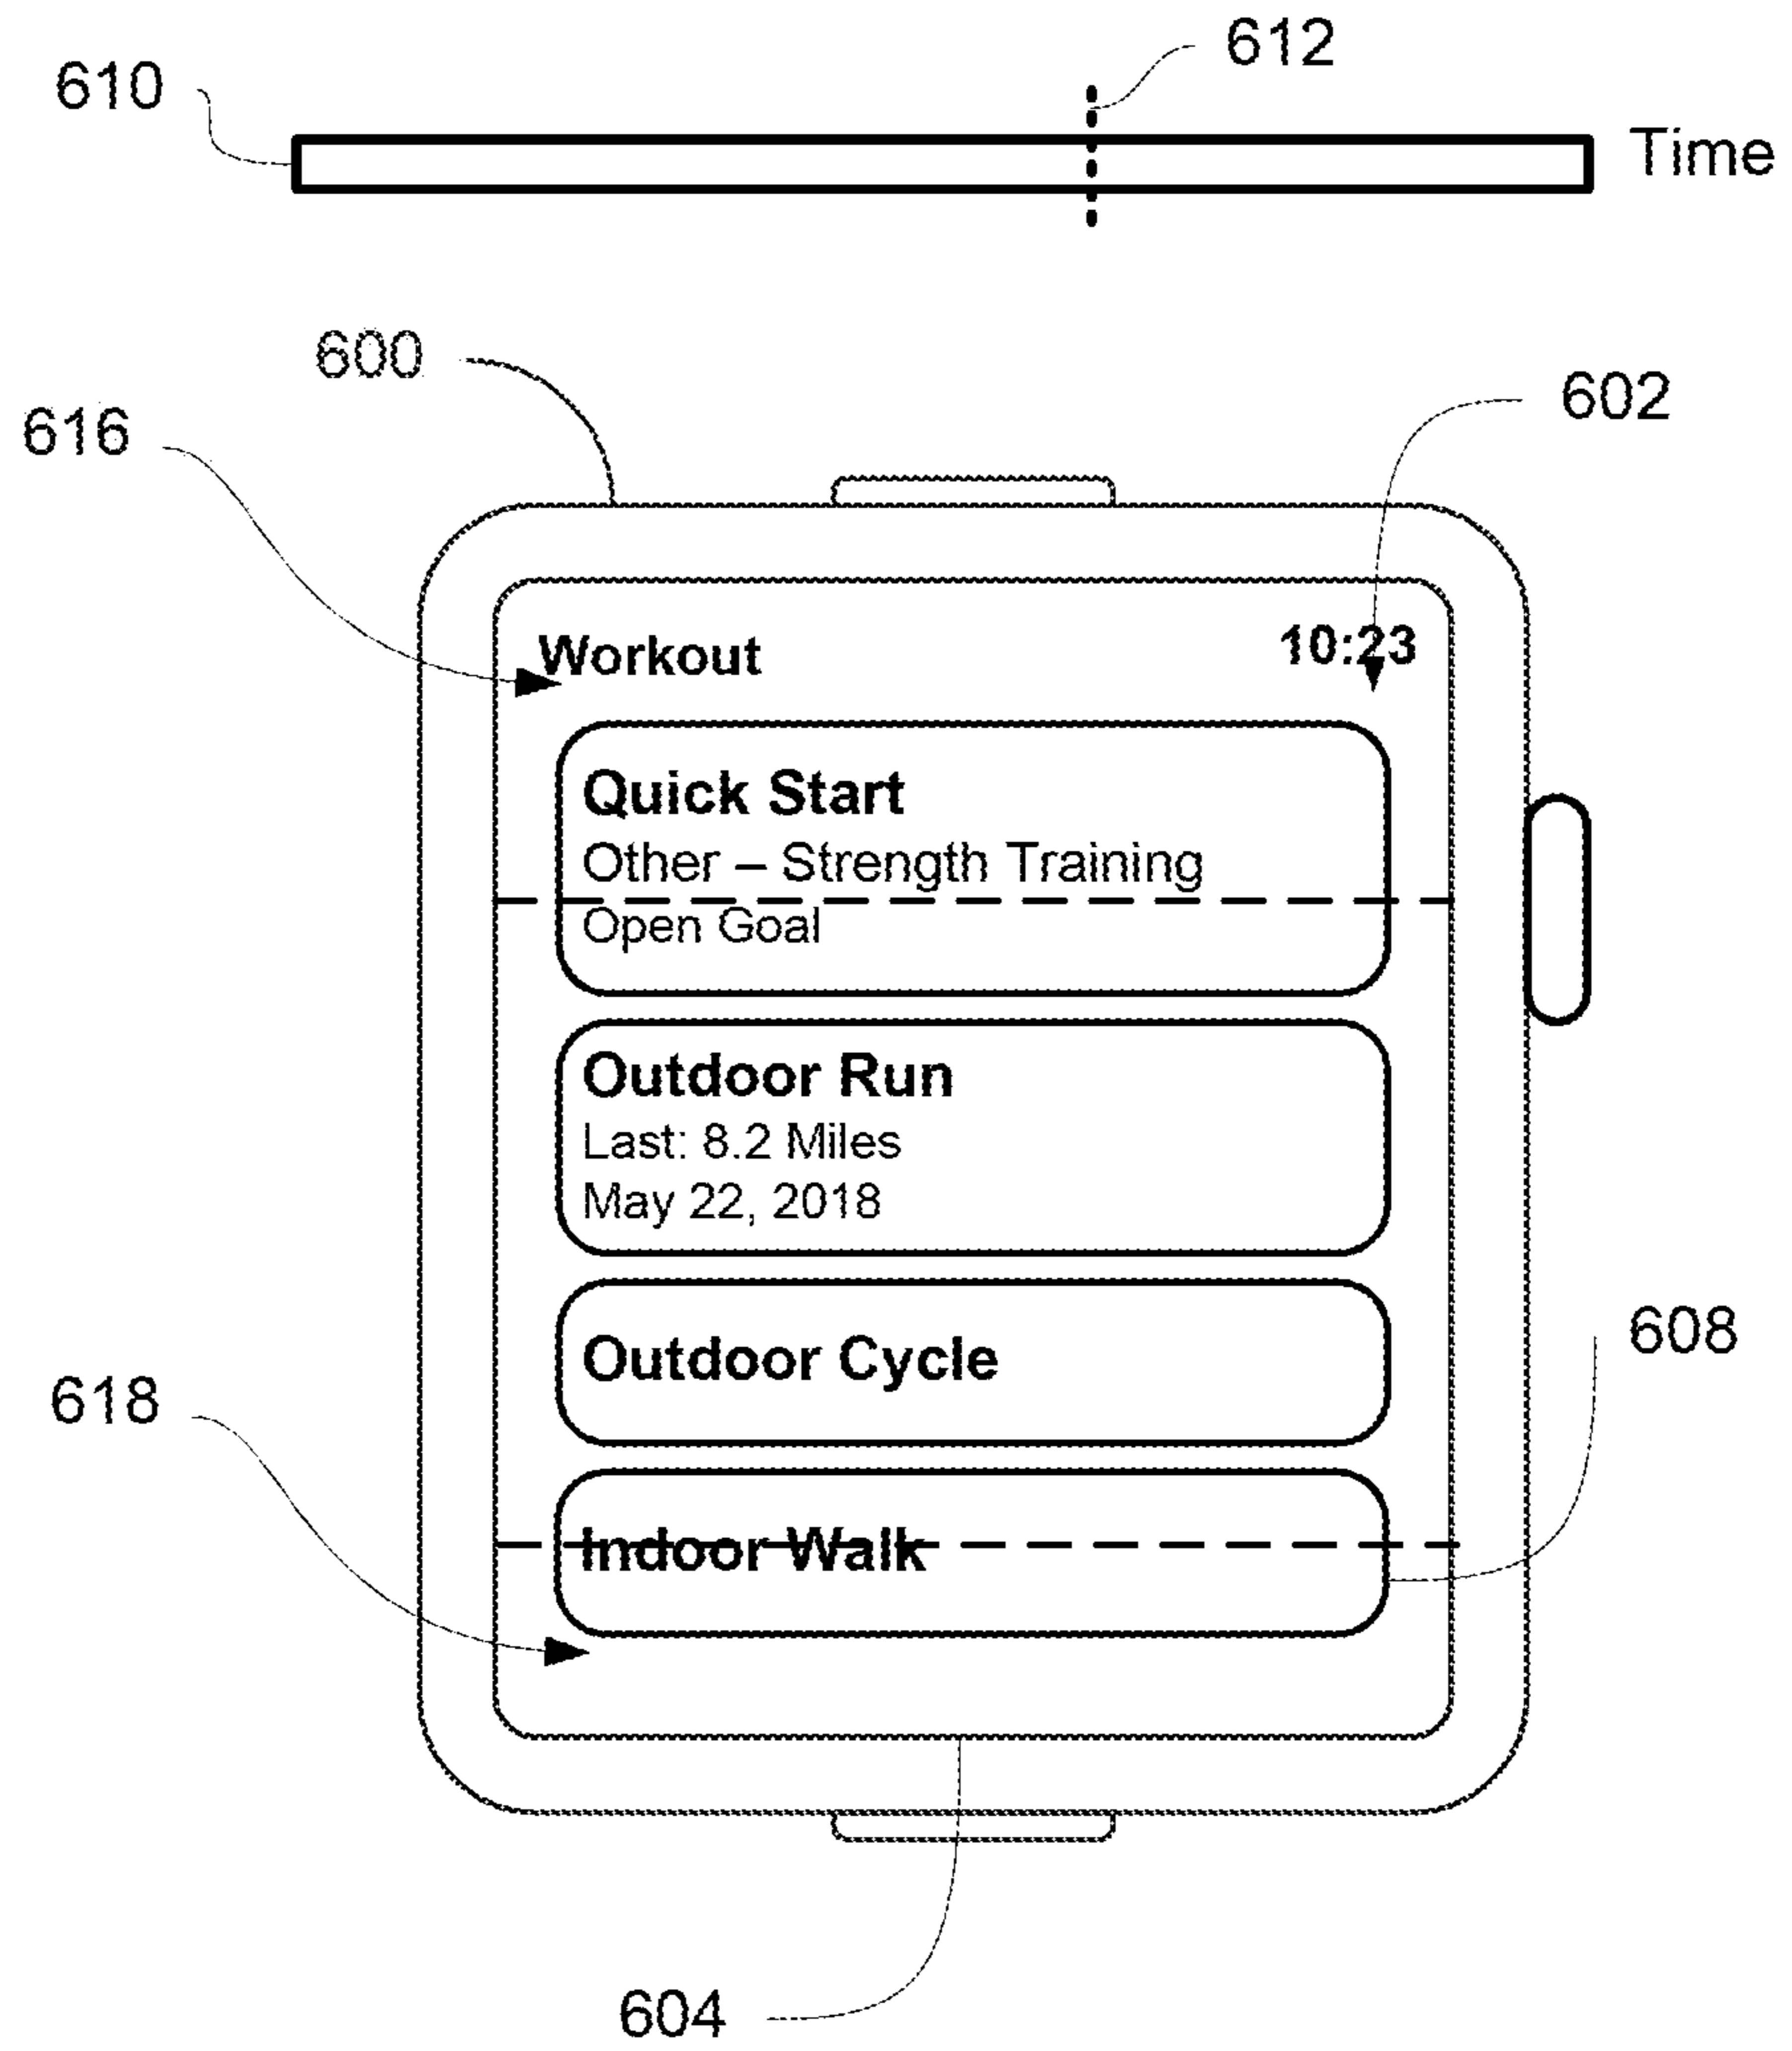 612
610
Time
600
602
616
Workout
10:23
Quick Start
Other – Strength Training
Open Goal
Outdoor Run
Last: 8.2 Miles
May 22, 2018
Outdoor Cycle
608
618
Indoor Walk
604